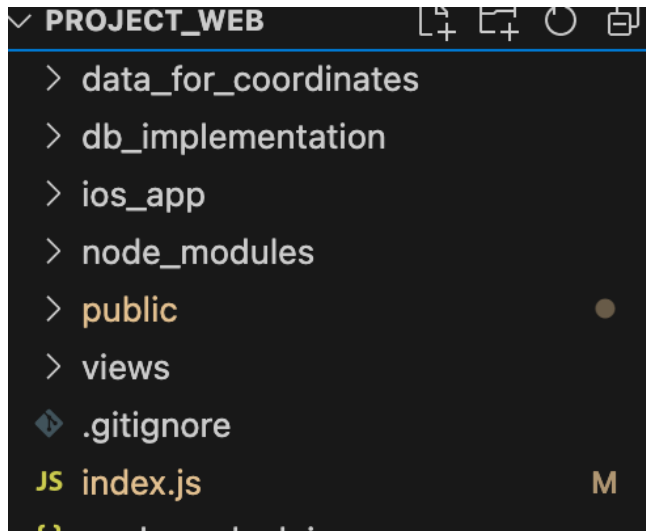 PROJECT_WEB
data_for_coordinates
db_implementation
ios_app
node_modules
public
views
.gitignore
JS index.js M